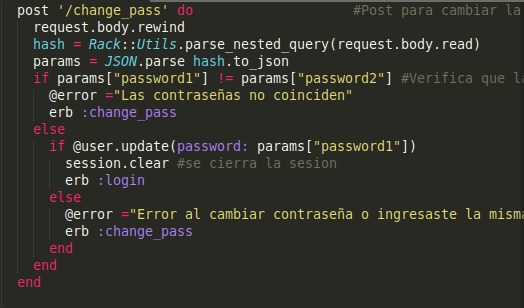 post '/change_pass' do #Post para cambiar la
request.body.rewind
hash = Rack::Utils.parse_nested_query(request.body.read)
params = JSON.parse hash.to_json
if params["password1"] != params["password2"] #Verifica que la
@error ="Las contraseñas no coinciden"
erb :change_pass
else
if @user.update(password: params["password1"])
session.clear #se cierra la sesion
erb :login
else
@error ="Error al cambiar contraseña o ingresaste la misma
erb :change_pass
end
end
end